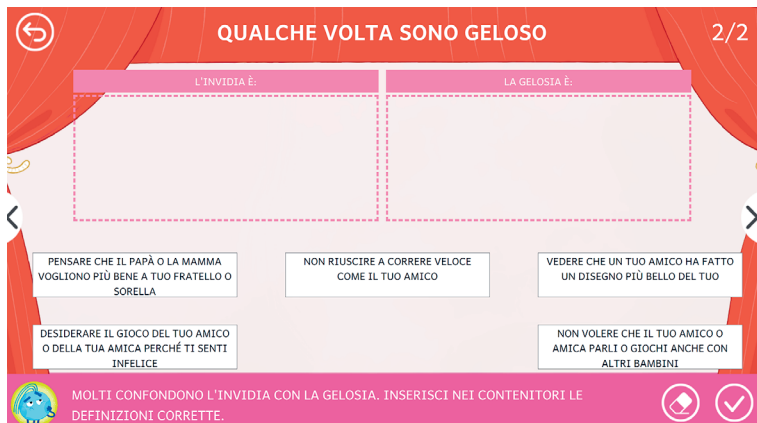 QUALCHE VOLTA SONO GELOSO
2/2
L'INVIDIA È:
LA GELOSIA È:
PENSARE CHE IL PAPÀ O LA MAMMA
VOGLIONO PIÙ BENE A TUO FRATELLO O
SORELLA
NON RIUSCIRE A CORRERE VELOCE
COME IL TUO AMICO
VEDERE CHE UN TUO AMICO HA FATTO
UN DISEGNO PIÙ BELLO DEL TUO
DESIDERARE IL GIOCO DEL TUO AMICO
O DELLA TUA AMICA PERCHÉ TI SENTI
INFELICE
NON VOLERE CHE IL TUO AMICO O
AMICA PARLI O GIOCHI ANCHE CON
ALTRI BAMBINI
MOLTI CONFONDONO L'INVIDIA CON LA GELOSIA. INSERISCI NEI CONTENITORI LE
DEFINIZIONI CORRETTE.